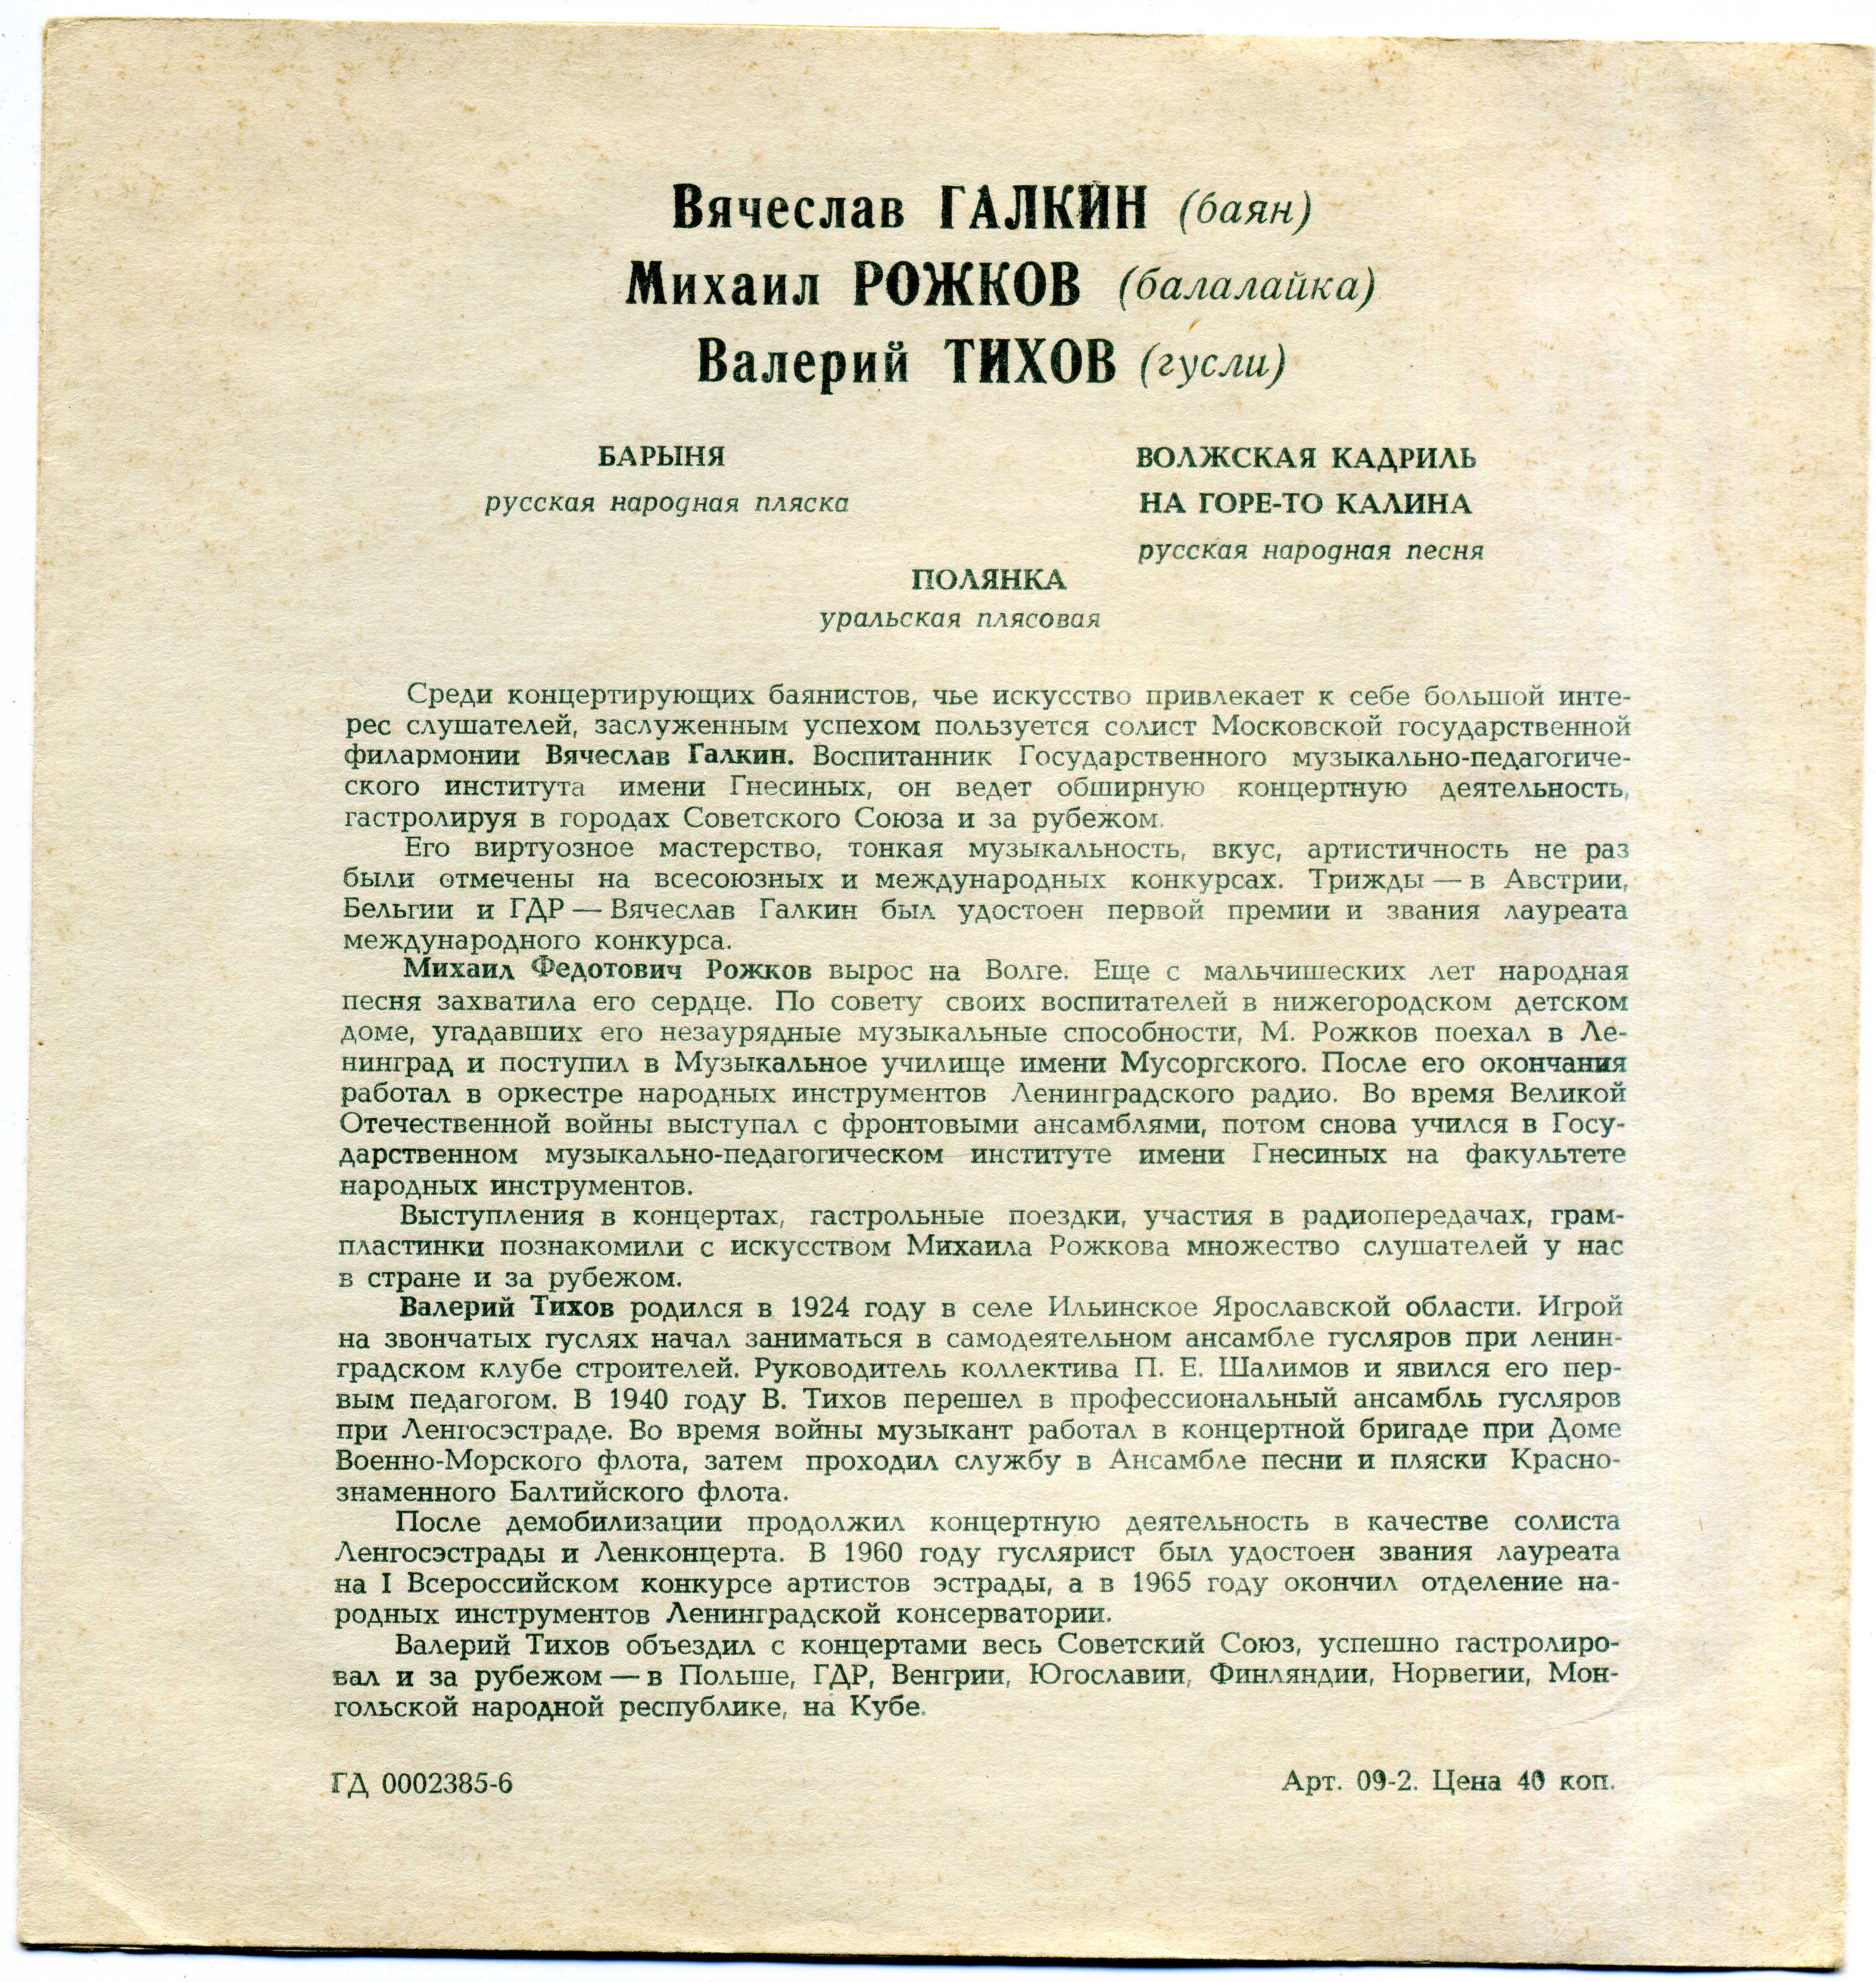 Вячеслав ГАЛКИН (баян)
Михаил РОЖКОВ (балалайка)
Валерий ТИХОВ (гусли)
БАРЫНЯ
русская народная пляска
ВОЛЖСКАЯ КАДРИЛЬ
НА ГОРЕ-ТО КАЛИНА
русская народная песня
ПОЛЯНКА
уральская плясовая
Среди концертирующих баянистов, чье искусство привлекает к себе большой инте-
рес слушателей, заслуженным успехом пользуется солист Московской государственной
филармонии Вячеслав Галкин. Воспитанник Государственного музыкально-педагогиче-
ского института имени Гнесиных, он ведет обширную концертную деятельность,
гастролируя в городах Советского Союза и за рубежом.
Его виртуозное мастерство, тонкая музыкальность, вкус, артистичность не раз
были отмечены на всесоюзных и международных конкурсах. Трижды — в Австрии,
Бельгии и ГДР — Вячеслав Галкин был удостоен первой премии и звания лауреата
международного конкурса.
Михаил Федотович Рожков вырос на Волге. Еще с мальчишеских лет народная
песня захватила его сердце. По совету своих воспитателей в нижегородском детском
доме, угадавших его незаурядные музыкальные способности, М. Рожков поехал в Ле-
нинград и поступил в Музыкальное училище имени Мусоргского. После его окончания
работал в оркестре народных инструментов Ленинградского радио. Во время Великой
Отечественной войны выступал с фронтовыми ансамблями, потом снова учился в Госу-
дарственном музыкально-педагогическом институте имени Гнесиных на факультете
народных инструментов.
Выступления в концертах, гастрольные поездки, участия в радиопередачах, грам-
пластинки познакомили с искусством Михаила Рожкова множество слушателей у нас
в стране и за рубежом.
Валерий Тихов родился в 1924 году в селе Ильинское Ярославской области. Игрой
на звончатых гуслях начал заниматься в самодеятельном ансамбле гусляров при ленин-
градском клубе строителей. Руководитель коллектива П. Е. Шалимов и явился его пер-
вым педагогом. В 1940 году В. Тихов перешел в профессиональный ансамбль гусляров
при Ленгосэстраде. Во время войны музыкант работал в концертной бригаде при Доме
Военно-Морского флота, затем проходил службу в Ансамбле песни и пляски Красно-
знаменного Балтийского флота.
После демобилизации продолжил концертную деятельность в качестве солиста
Ленгосэстрады и Ленконцерта. В 1960 году гуслярист был удостоен звания лауреата
на I Всероссийском конкурсе артистов эстрады, а в 1965 году окончил отделение на-
родных инструментов Ленинградской консерватории.
Валерий Тихов объездил с концертами весь Советский Союз, успешно гастролиро-
вал и за рубежом — в Польше, ГДР, Венгрии, Югославии, Финляндии, Норвегии, Мон-
гольской народной республике, на Кубе.
ГД 0002385-6
Арт. 09-2. Цена 40 коп.